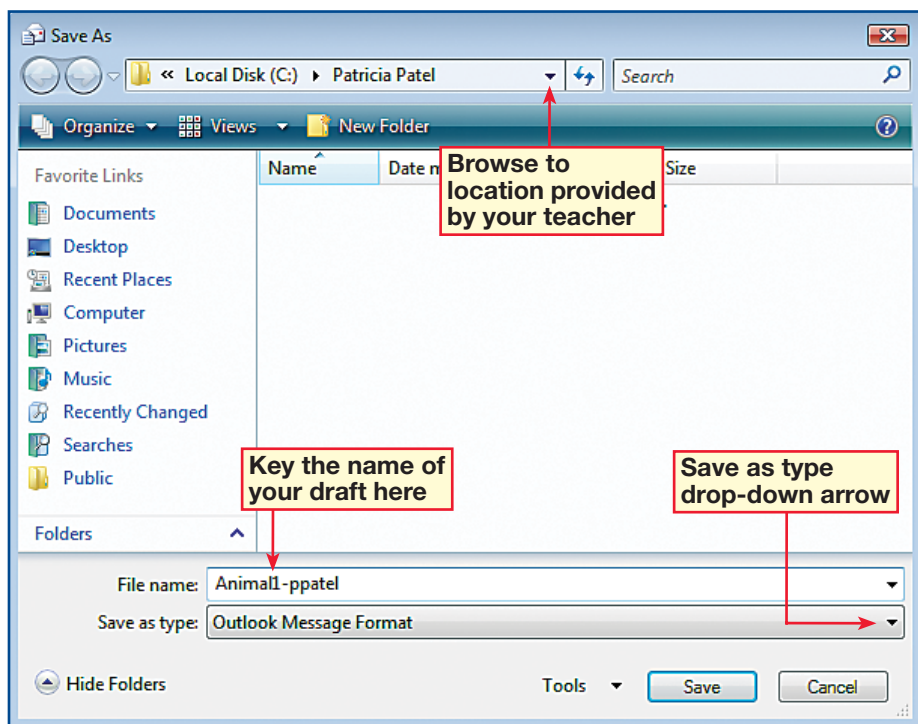 Save As
« Local Disk (C:) Patricia Patel
Search
Organize Views New Folder
Favorite Links
Name Date m Size
Browse to
location provided
by your teacher
Documents
Desktop
Recent Places
Computer
Pictures
Music
Recently Changed
Searches
Public
Key the name of
your draft here
Save as type
drop-down arrow
Folders
File name: Animal1-ppatel
Save as type: Outlook Message Format
Hide Folders Tools Save Cancel